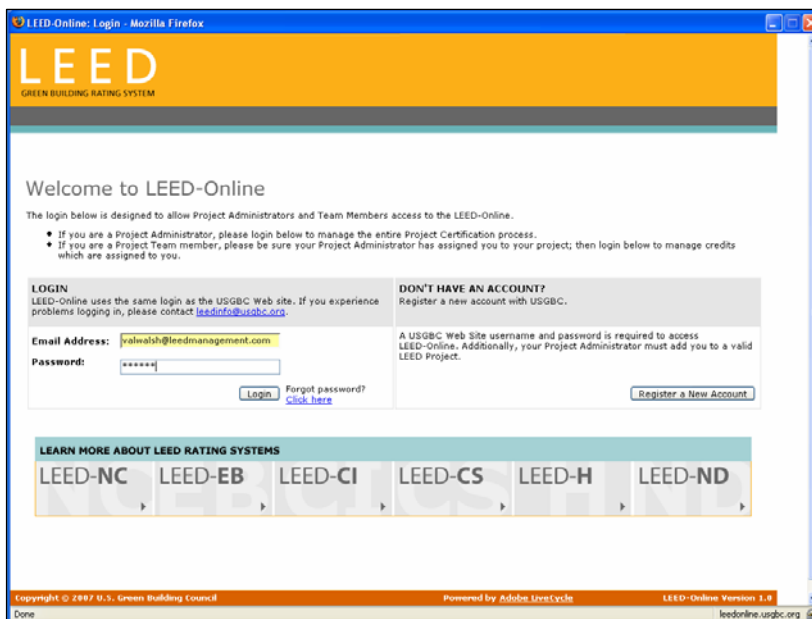 LEED-Online: Login - Mozilla Firefox
LEED
GREEN BUILDING RATING SYSTEM
Welcome to LEED-Online
The login below is designed to allow Project Administrators and Team Members access to the LEED-Online.
If you are a Project Administrator, please login below to manage the entire Project Certification process.
If you are a Project Team member, please be sure your Project Administrator has assigned you to your project; then login below to manage credits
which are assigned to you.
LOGIN
LEED-Online uses the same login as the USGBC Web site. If you experience
problems logging in, please contact leedinfo@usgbc.org.
Email Address: valwalsh@leedmanagement.com
Password: ******
Login
Forgot password?
Click here
DON'T HAVE AN ACCOUNT?
Register a new account with USGBC.
A USGBC Web Site username and password is required to access
LEED-Online. Additionally, your Project Administrator must add you to a valid
LEED Project.
Register a New Account
LEARN MORE ABOUT LEED RATING SYSTEMS
LEED-NC LEED-EB LEED-CI LEED-CS LEED-H LEED-ND
Copyright © 2007 U.S. Green Building Council Powered by Adobe LiveCycle LEED-Online Version 1.0
Done leedonline.usgbc.org